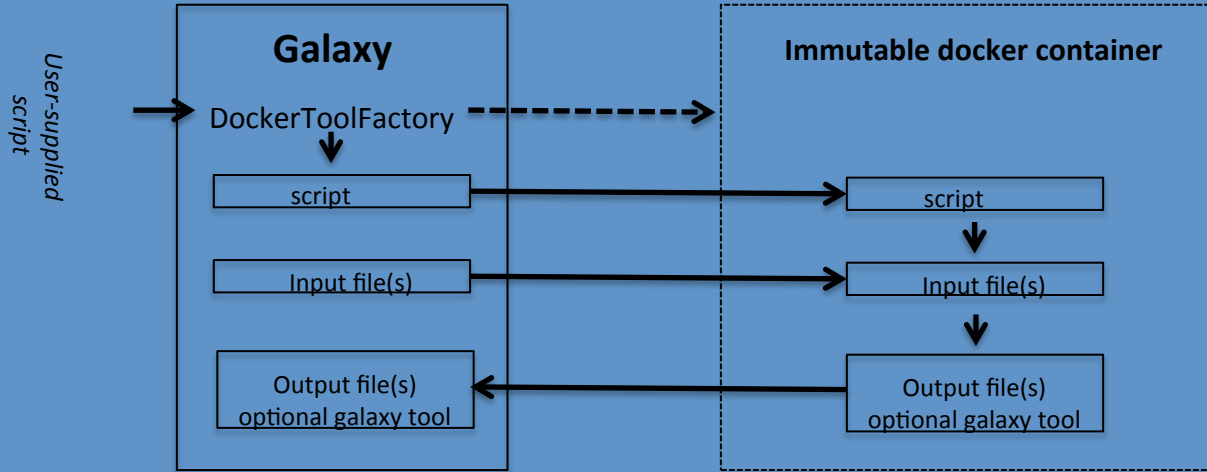 User-supplied
script
Galaxy
DockerToolFactory
script
Input file(s)
Output file(s)
optional galaxy tool
Immutable docker container
script
Input file(s)
Output file(s)
optional galaxy tool